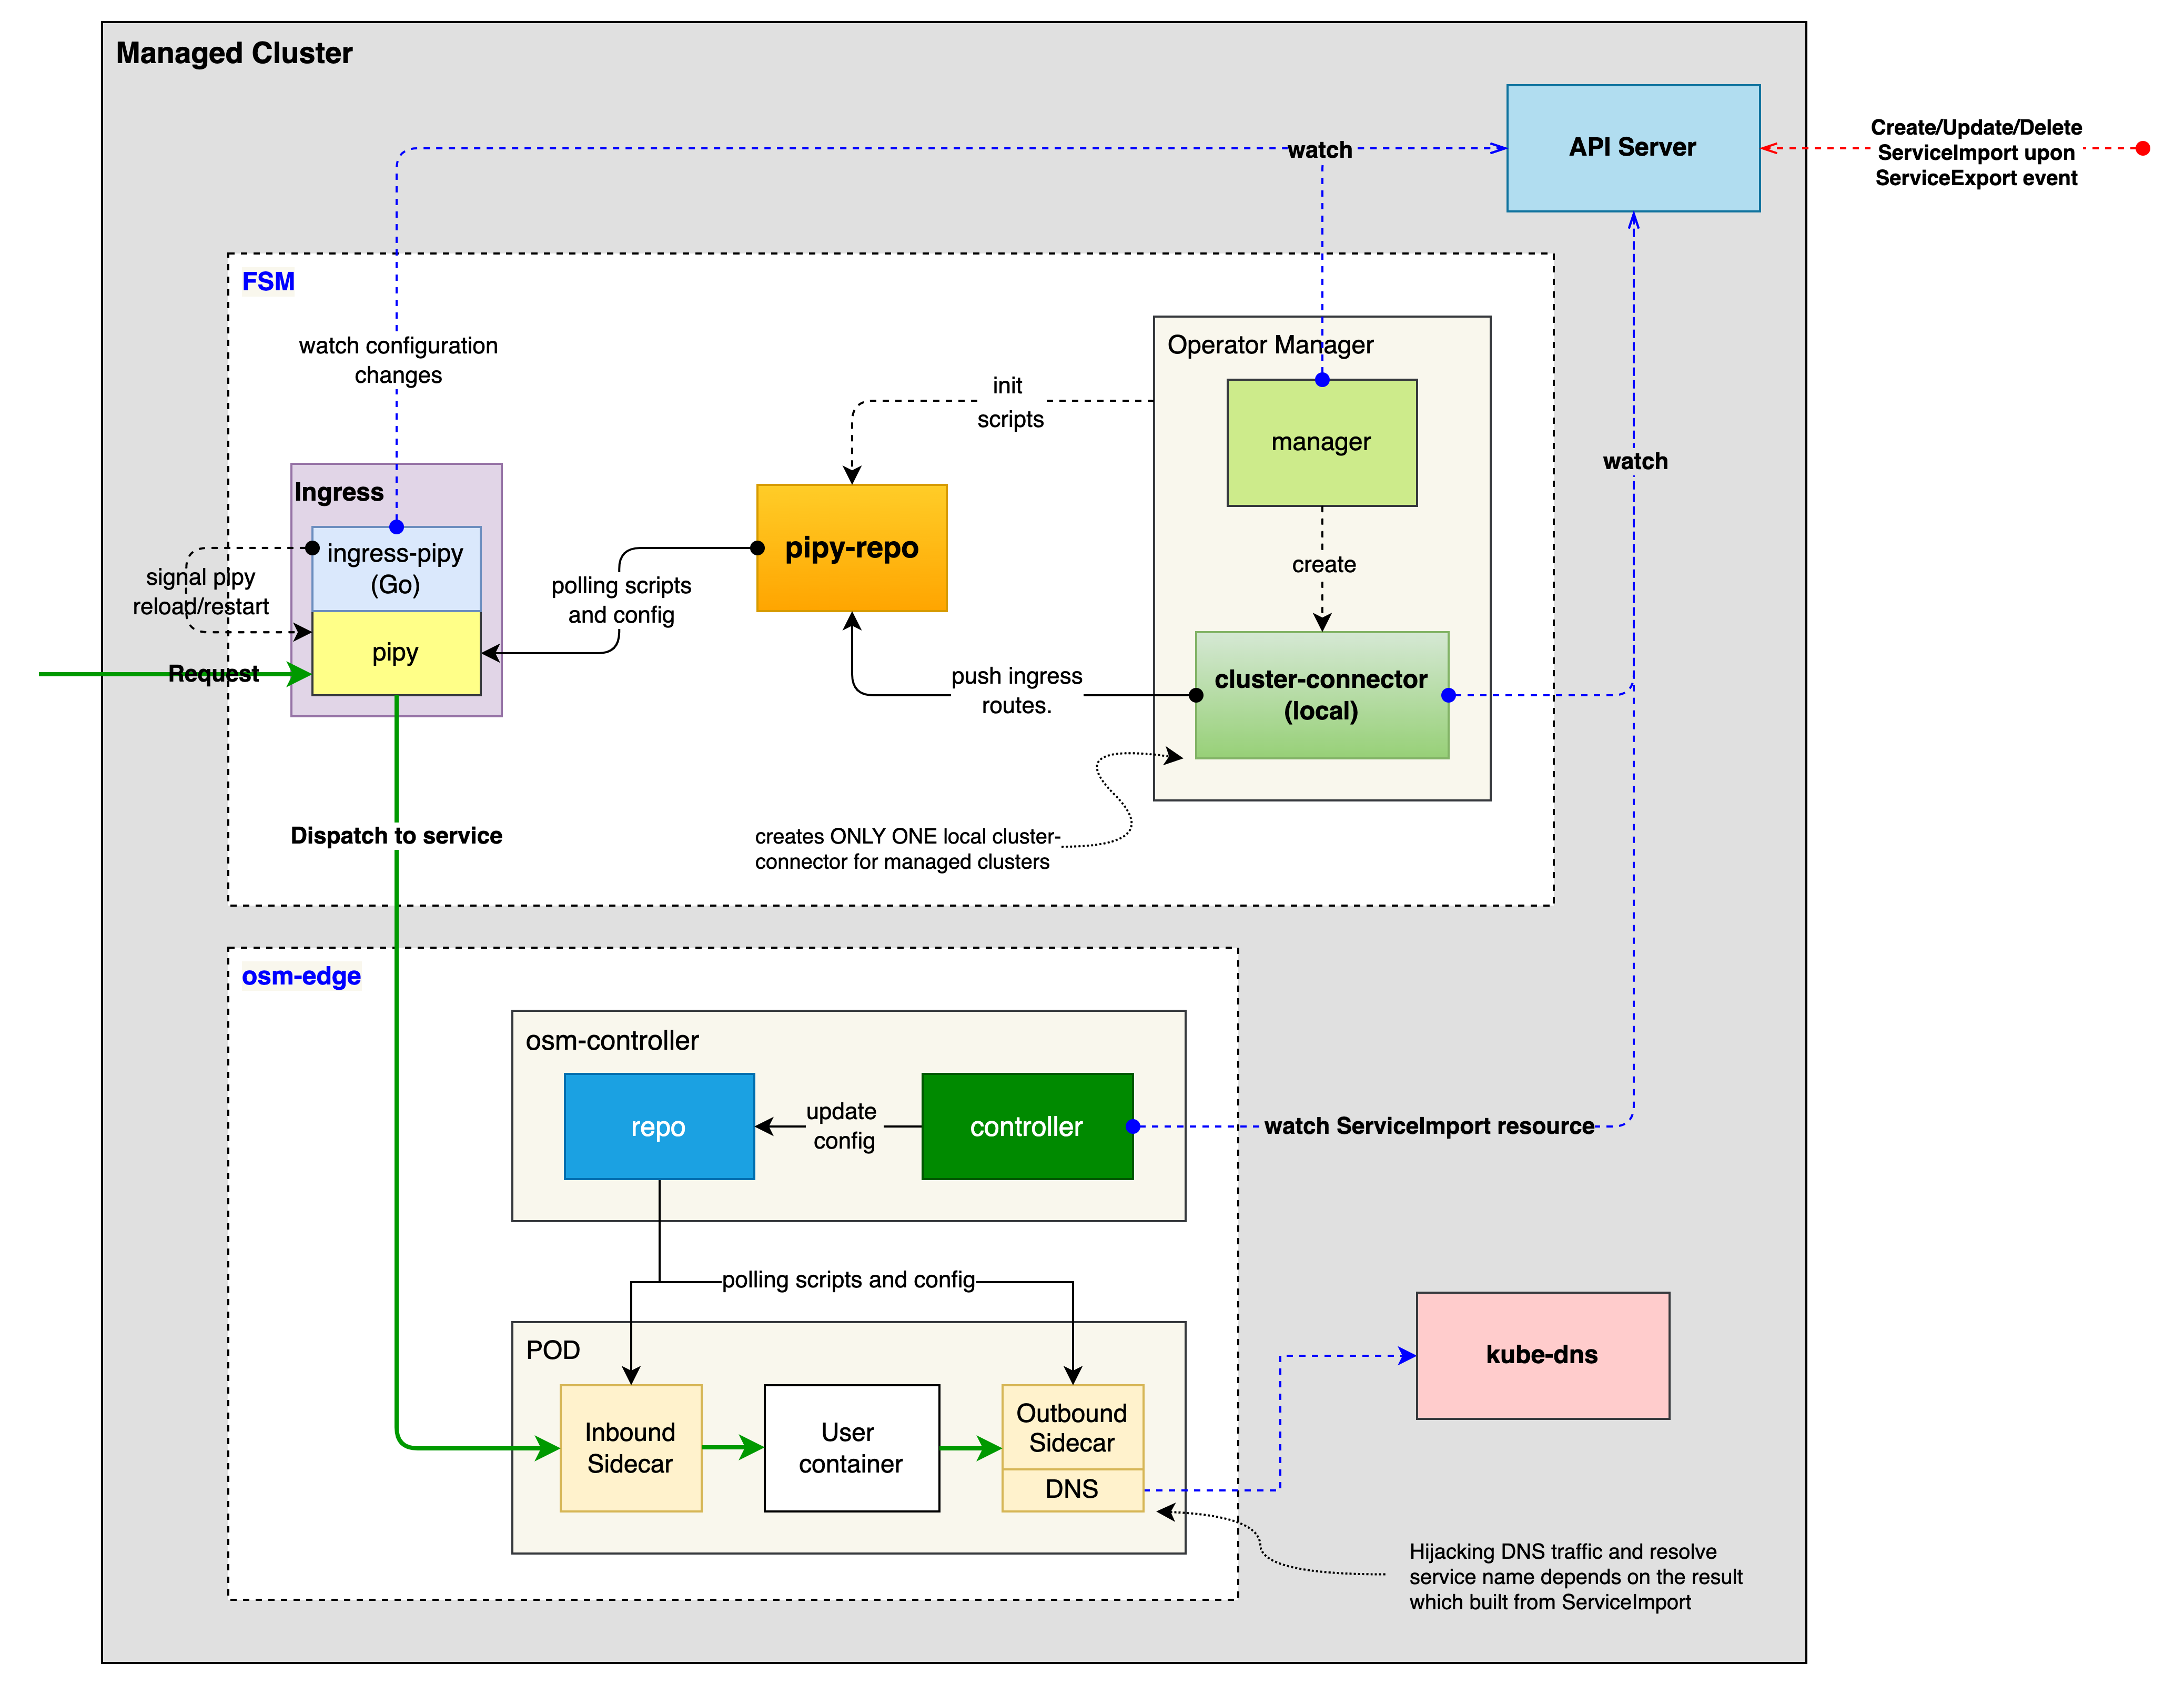 Managed Cluster
API Server
Create/Update/Delete
ServiceImport upon
ServiceExport event
watch
FSM
watch configuration
changes
Operator Manager
init
scripts
manager
watch
Ingress
ingress-pipy
(Go)
pipy-repo
signal pipy
reload/restart
polling scripts
and config
create
pipy
Request
push ingress
routes.
cluster-connector
(local)
Dispatch to service
creates ONLY ONE local cluster-
connector for managed clusters
osm-edge
osm-controller
repo
update
config
controller
watch ServiceImport resource
polling scripts and config
POD
Inbound
Sidecar
User
container
Outbound
Sidecar
DNS
kube-dns
Hijacking DNS traffic and resolve
service name depends on the result
which built from ServiceImport